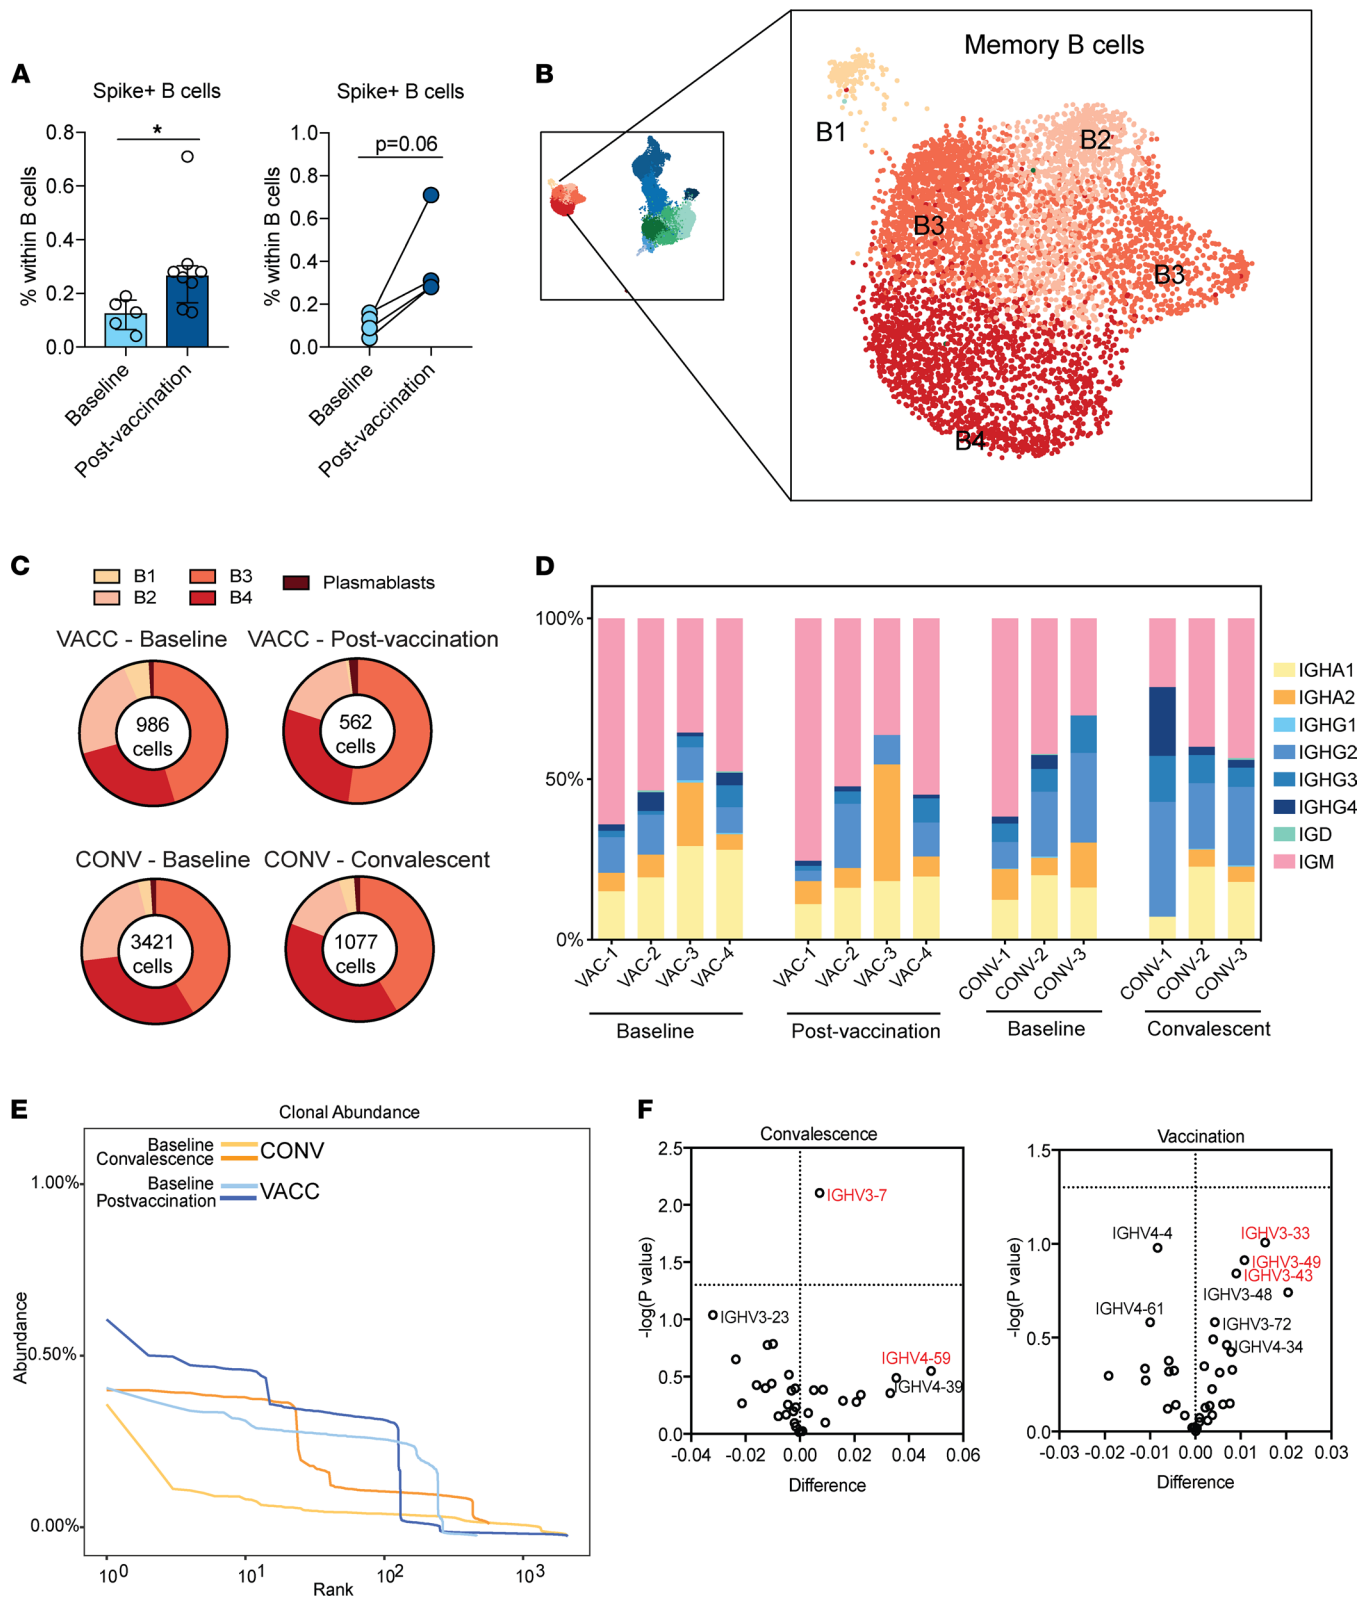 A
Spike+ B cells
*
% within B cells
0.8
0.6
0.4
0.2
0.0
Baseline
Post-vaccination
Spike+ B cells
p=0.06
% within B cells
1.0
0.8
0.6
0.4
0.2
0.0
Baseline
Post-vaccination
B
Memory B cells
B1
B2
B3
B3
B4
C
B1
B2
B3
B4
Plasmablasts
VACC - Baseline
986
cells
VACC - Post-vaccination
562
cells
CONV - Baseline
3421
cells
CONV - Convalescent
1077
cells
D
100%
50%
0%
VAC-1
VAC-2
VAC-3
VAC-4
Baseline
VAC-1
VAC-2
VAC-3
VAC-4
Post-vaccination
CONV-1
CONV-2
CONV-3
Baseline
CONV-1
CONV-2
CONV-3
Convalescent
IGHA1
IGHA2
IGHG1
IGHG2
IGHG3
IGHG4
IGD
IGM
E
Clonal Abundance
Baseline
Convalescence
CONV
Baseline
Postvaccination
VACC
Abundance
1.00%
0.50%
0.00%
10^0
10^1
10^2
10^3
Rank
F
Convalescence
-log(P value)
2.5
2.0
1.5
1.0
0.5
0.0
IGHV3-7
IGHV3-23
IGHV4-59
IGHV4-39
-0.04
-0.02
0.00
0.02
0.04
0.06
Difference
Vaccination
-log(P value)
1.5
1.0
0.5
0.0
IGHV4-4
IGHV3-33
IGHV3-49
IGHV3-43
IGHV3-48
IGHV4-61
IGHV3-72
IGHV4-34
-0.03
-0.02
-0.01
0.00
0.01
0.02
0.03
Difference